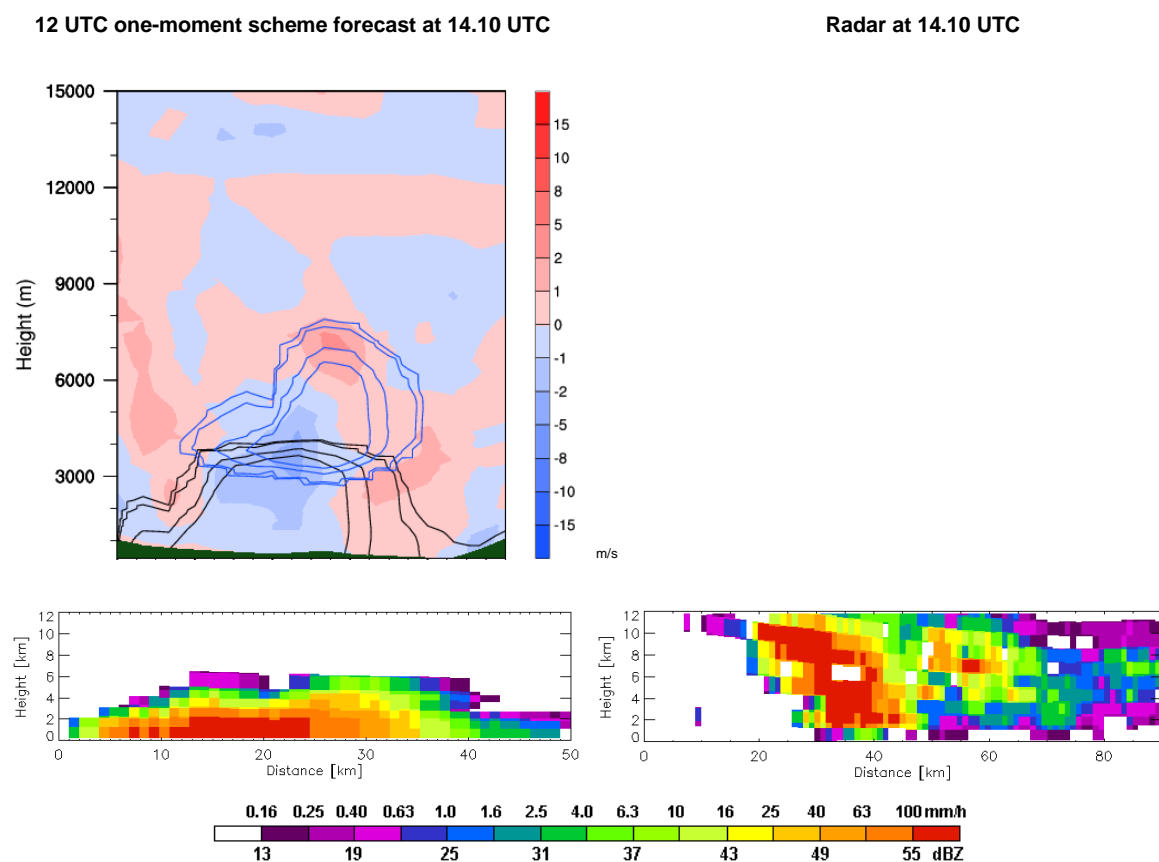 12 UTC one-moment scheme forecast at 14.10 UTC
Radar at 14.10 UTC
Height (m)
15000
12000
9000
6000
3000
15
10
8
5
2
1
0
-1
-2
-5
-8
-10
-15
m/s
Height [km]
12
10
8
6
4
2
0
0 10 20 30 40 50
Distance [km]
Height [km]
12
10
8
6
4
2
0
0 20 40 60 80
Distance [km]
0.16 0.25 0.40 0.63 1.0 1.6 2.5 4.0 6.3 10 16 25 40 63 100 mm/h
13 19 25 31 37 43 49 55 dBZ